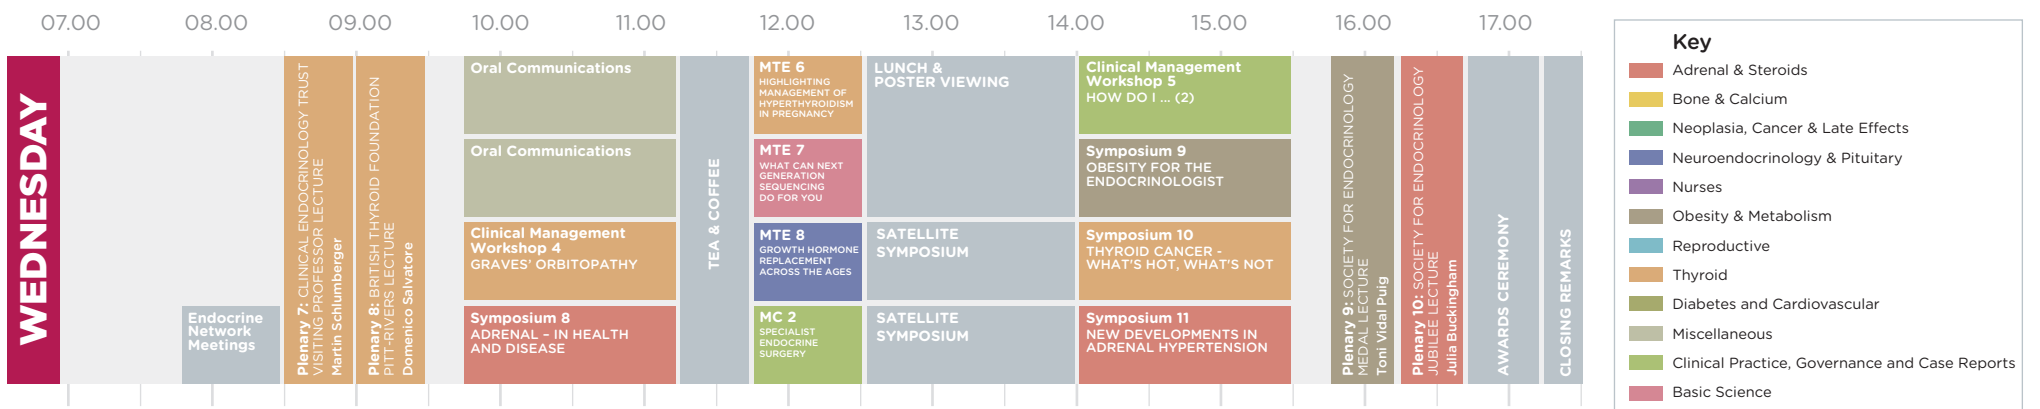 07.00
08.00
09.00
10.00
11.00
12.00
13.00
14.00
15.00
16.00
17.00
WEDNESDAY
Endocrine
Network
Meetings
Plenary 7: CLINICAL ENDOCRINOLOGY TRUST
VISITING PROFESSOR LECTURE
Martin Schlumberger
Plenary 8: BRITISH THYROID FOUNDATION
PITT-RIVERS LECTURE
Domenico Salvatore
Oral Communications
Oral Communications
Clinical Management
Workshop 4
GRAVES' ORBITOPATHY
Symposium 8
ADRENAL – IN HEALTH
AND DISEASE
TEA & COFFEE
MTE 6
HIGHLIGHTING
MANAGEMENT OF
HYPERTHYROIDISM
IN PREGNANCY
MTE 7
WHAT CAN NEXT
GENERATION
SEQUENCING
DO FOR YOU
MTE 8
GROWTH HORMONE
REPLACEMENT
ACROSS THE AGES
MC 2
SPECIALIST
ENDOCRINE
SURGERY
LUNCH &
POSTER VIEWING
SATELLITE
SYMPOSIUM
SATELLITE
SYMPOSIUM
Clinical Management
Workshop 5
HOW DO I ... (2)
Symposium 9
OBESITY FOR THE
ENDOCRINOLOGIST
Symposium 10
THYROID CANCER -
WHAT'S HOT, WHAT'S NOT
Symposium 11
NEW DEVELOPMENTS IN
ADRENAL HYPERTENSION
Plenary 9: SOCIETY FOR ENDOCRINOLOGY
MEDAL LECTURE
Toni Vidal Puig
Plenary 10: SOCIETY FOR ENDOCRINOLOGY
JUBILEE LECTURE
Julia Buckingham
AWARDS CEREMONY
CLOSING REMARKS
Key
Adrenal & Steroids
Bone & Calcium
Neoplasia, Cancer & Late Effects
Neuroendocrinology & Pituitary
Nurses
Obesity & Metabolism
Reproductive
Thyroid
Diabetes and Cardiovascular
Miscellaneous
Clinical Practice, Governance and Case Reports
Basic Science